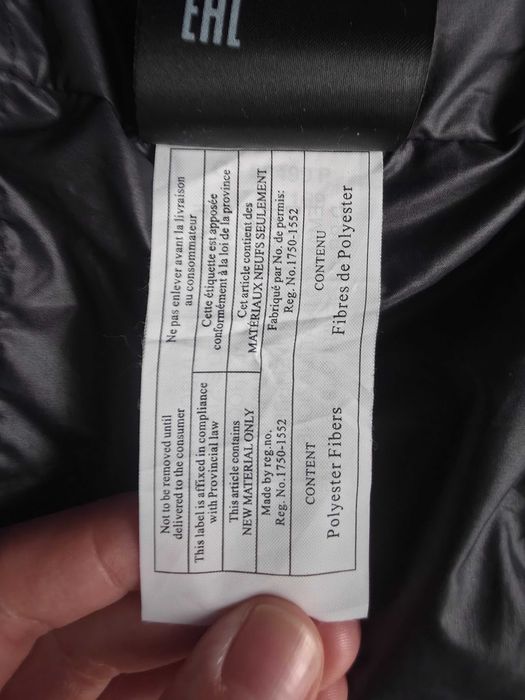 EAC
Not to be removed until
delivered to the consumer
Ne pas enlever avant la livraison
au consommateur
This label is affixed in compliance
with Provincial law
Cette étiquette est apposée
conformément à la loi de la province
This article contains
NEW MATERIAL ONLY
Cet article contient des
MATÉRIAUX NEUFS SEULEMENT
Made by reg.no.
Reg. No.1750-1552
Fabriqué par No. de permis:
Reg. No.1750-1552
CONTENT
Polyester Fibers
CONTENU
Fibres de Polyester